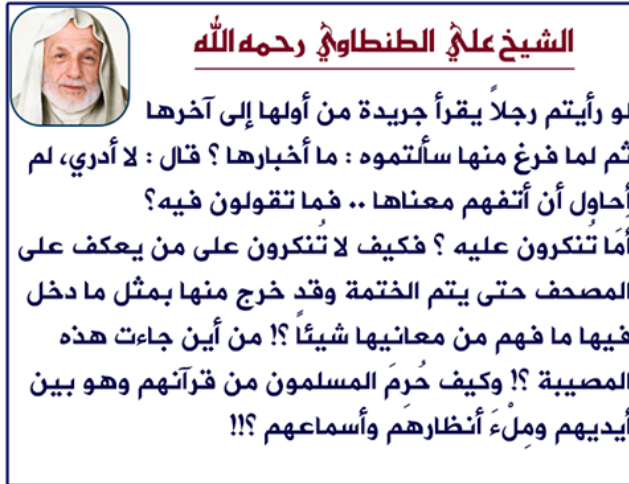 الشيخ علي الطنطاوي رحمه الله
لو رأيتم رجلاً يقرأ جريدة من أولها إلى آخرها
ثم لما فرغ منها سألتموه : ما أخبارها ؟ قال : لا أدري، لم
أحاول أن أتفهم معناها .. فما تقولون فيه؟
أمَا تُنكرون عليه ؟ فكيف لا تُنكرون على من يعكف على
المصحف حتى يتم الختمة وقد خرج منها بمثل ما دخل
فيها ما فهم من معانيها شيئاً ؟! من أين جاءت هذه
المصيبة ؟! وكيف حُرِمَ المسلمون من قرآنهم وهو بين
أيديهم ومِلْءَ أنظارهم وأسماعهم ؟!!